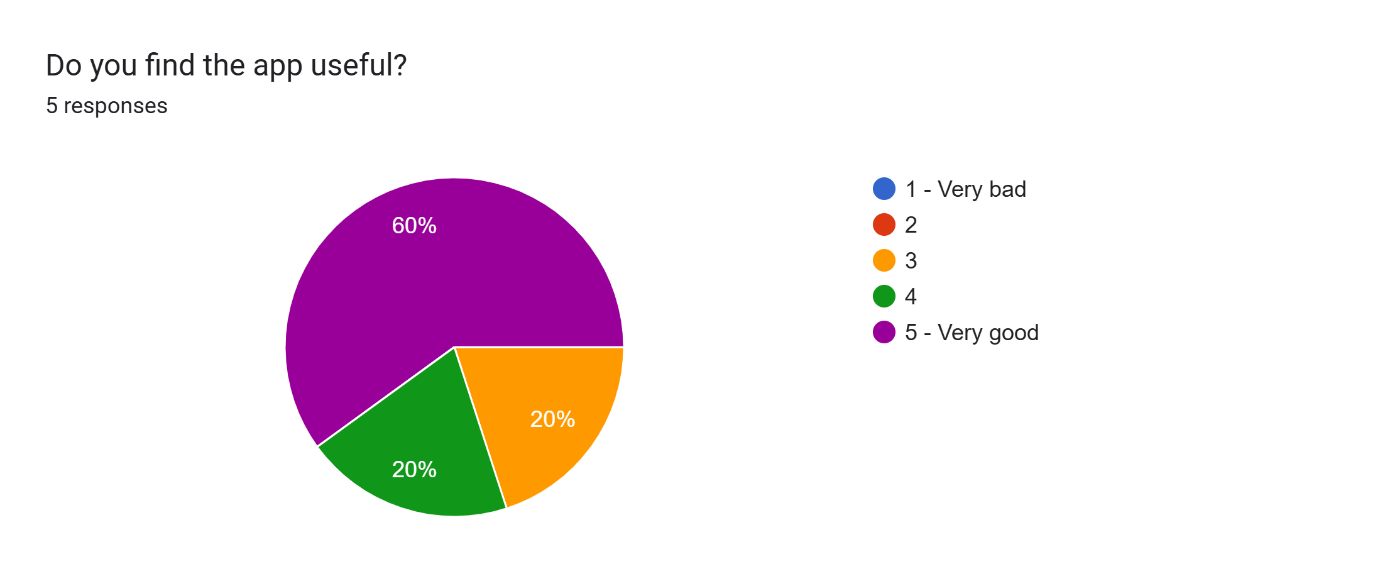 Do you find the app useful?
5 responses
60%
20%
20%
1 - Very bad
2
3
4
5 - Very good